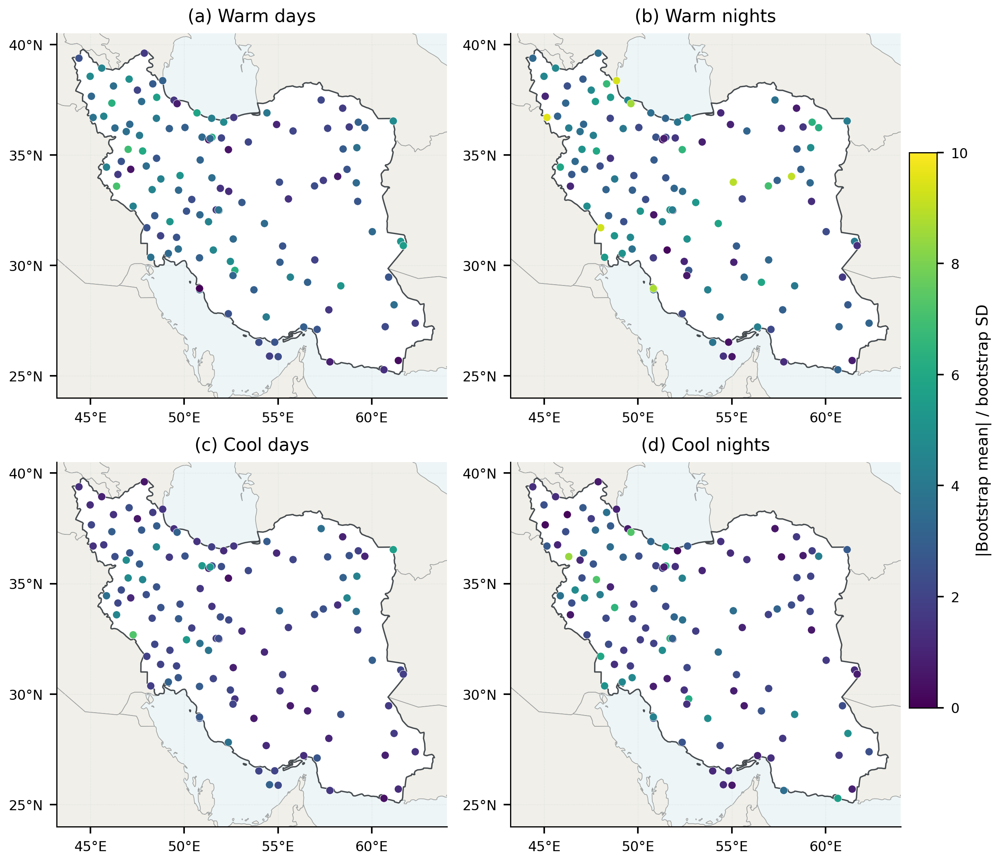 (a) Warm days
(b) Warm nights
40°N
35°N
30°N
25°N
45°E
50°E
55°E
60°E
40°N
35°N
30°N
25°N
45°E
50°E
55°E
60°E
(c) Cool days
(d) Cool nights
40°N
35°N
30°N
25°N
45°E
50°E
55°E
60°E
40°N
35°N
30°N
25°N
45°E
50°E
55°E
60°E
10
8
6
4
2
0
|Bootstrap mean| / bootstrap SD